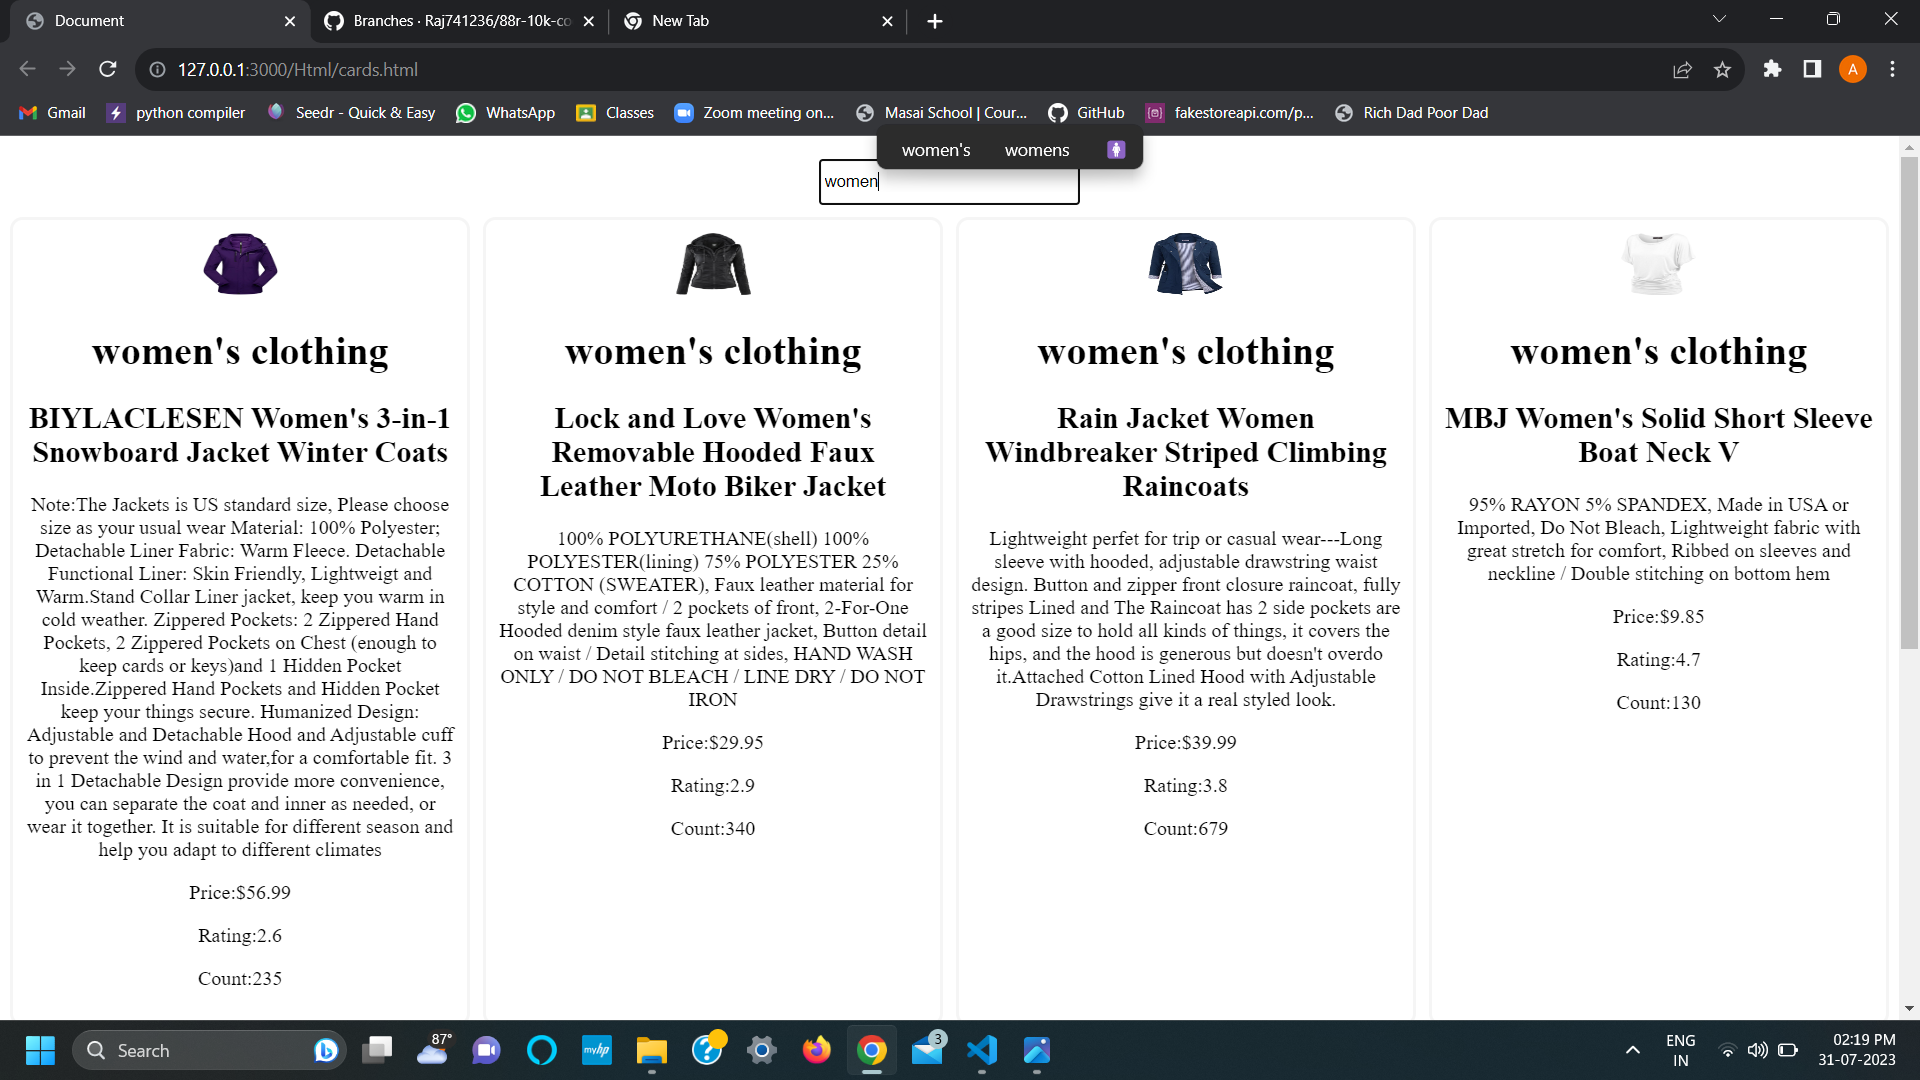 Document
Branches · Raj741236/88r-10k-co
New Tab
127.0.0.1:3000/Html/cards.html
A
Gmail
python compiler
Seedr - Quick & Easy
WhatsApp
Classes
Zoom meeting on...
Masai School | Cour...
GitHub
fakestoreapi.com/p...
Rich Dad Poor Dad
women's womens
women
women's clothing
BIYLACLESEN Women's 3-in-1
Snowboard Jacket Winter Coats
Note:The Jackets is US standard size, Please choose
size as your usual wear Material: 100% Polyester;
Detachable Liner Fabric: Warm Fleece. Detachable
Functional Liner: Skin Friendly, Lightweigt and
Warm.Stand Collar Liner jacket, keep you warm in
cold weather. Zippered Pockets: 2 Zippered Hand
Pockets, 2 Zippered Pockets on Chest (enough to
keep cards or keys)and 1 Hidden Pocket
Inside.Zippered Hand Pockets and Hidden Pocket
keep your things secure. Humanized Design:
Adjustable and Detachable Hood and Adjustable cuff
to prevent the wind and water,for a comfortable fit. 3
in 1 Detachable Design provide more convenience,
you can separate the coat and inner as needed, or
wear it together. It is suitable for different season and
help you adapt to different climates
Price:$56.99
Rating:2.6
Count:235
women's clothing
Lock and Love Women's
Removable Hooded Faux
Leather Moto Biker Jacket
100% POLYURETHANE(shell) 100%
POLYESTER(lining) 75% POLYESTER 25%
COTTON (SWEATER), Faux leather material for
style and comfort / 2 pockets of front, 2-For-One
Hooded denim style faux leather jacket, Button detail
on waist / Detail stitching at sides, HAND WASH
ONLY / DO NOT BLEACH / LINE DRY / DO NOT
IRON
Price:$29.95
Rating:2.9
Count:340
women's clothing
Rain Jacket Women
Windbreaker Striped Climbing
Raincoats
Lightweight perfet for trip or casual wear---Long
sleeve with hooded, adjustable drawstring waist
design. Button and zipper front closure raincoat, fully
stripes Lined and The Raincoat has 2 side pockets are
a good size to hold all kinds of things, it covers the
hips, and the hood is generous but doesn't overdo
it.Attached Cotton Lined Hood with Adjustable
Drawstrings give it a real styled look.
Price:$39.99
Rating:3.8
Count:679
women's clothing
MBJ Women's Solid Short Sleeve
Boat Neck V
95% RAYON 5% SPANDEX, Made in USA or
Imported, Do Not Bleach, Lightweight fabric with
great stretch for comfort, Ribbed on sleeves and
neckline / Double stitching on bottom hem
Price:$9.85
Rating:4.7
Count:130
Search
87°
myhp
3
ENG
IN
02:19 PM
31-07-2023